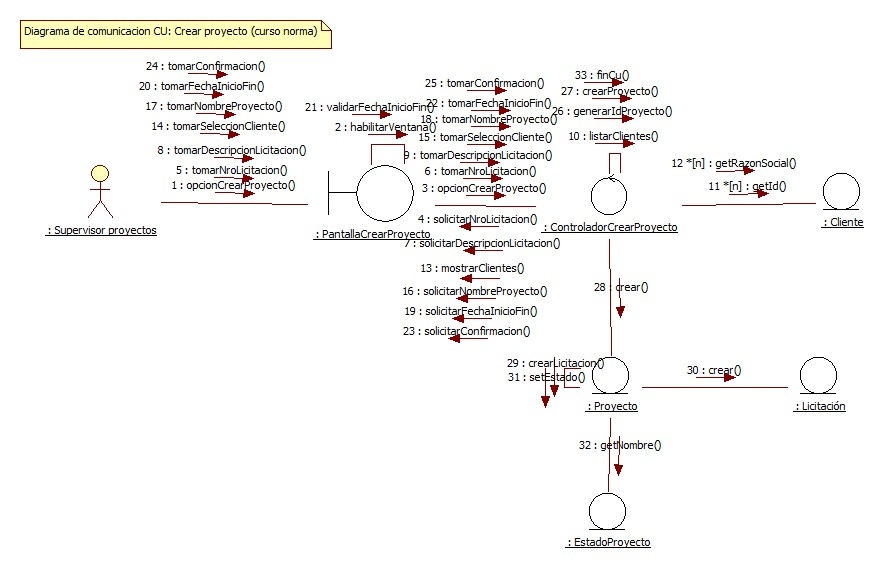 Diagrama de comunicacion CU: Crear proyecto (curso norma)
24 : tomarConfirmacion()
20 : tomarFechaInicioFin()
17 : tomarNombreProyecto()
14 : tomarSeleccionCliente()
8 : tomarDescripcionLicitacion()
5 : tomarNroLicitacion()
1 : opcionCrearProyecto()
: Supervisor proyectos
21 : validarFechaInicioFin()
2 : habilitarVentana()
: PantallaCrearProyecto
25 : tomarConfirmacion()
22 : tomarFechaInicioFin()
18 : tomarNombreProyecto()
15 : tomarSeleccionCliente()
9 : tomarDescripcionLicitacion()
6 : tomarNroLicitacion()
3 : opcionCrearProyecto()
4 : solicitarNroLicitacion()
7 : solicitarDescripcionLicitacion()
13 : mostrarClientes()
16 : solicitarNombreProyecto()
19 : solicitarFechaInicioFin()
23 : solicitarConfirmacion()
33 : finCu()
27 : crearProyecto()
26 : generarIdProyecto()
10 : listarClientes()
: ControladorCrearProyecto
12 *[n] : getRazonSocial()
11 *[n] : getId()
: Cliente
28 : crear()
29 : crearLicitacion()
31 : setEstado()
: Proyecto
30 : crear()
: Licitación
32 : getNombre()
: EstadoProyecto